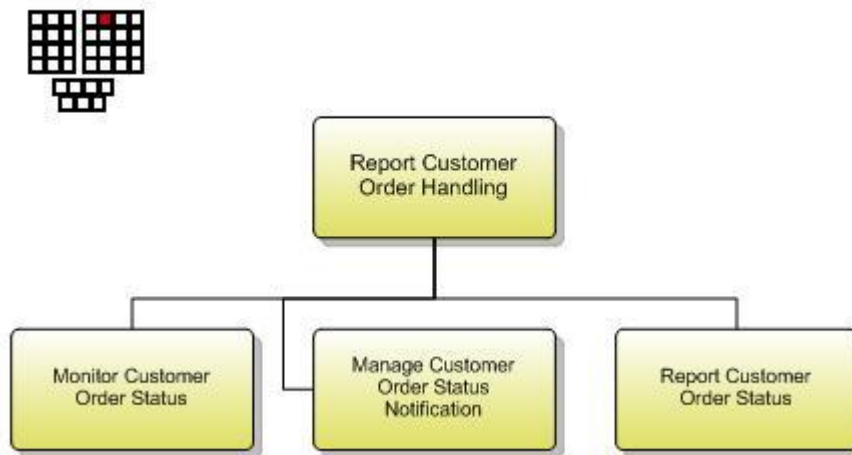 Report Customer
Order Handling
Monitor Customer
Order Status
Manage Customer
Order Status
Notification
Report Customer
Order Status